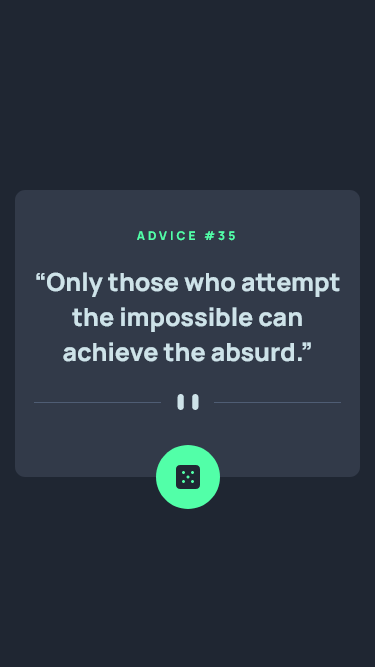 ADVICE #35
“Only those who attempt
the impossible can
achieve the absurd.”